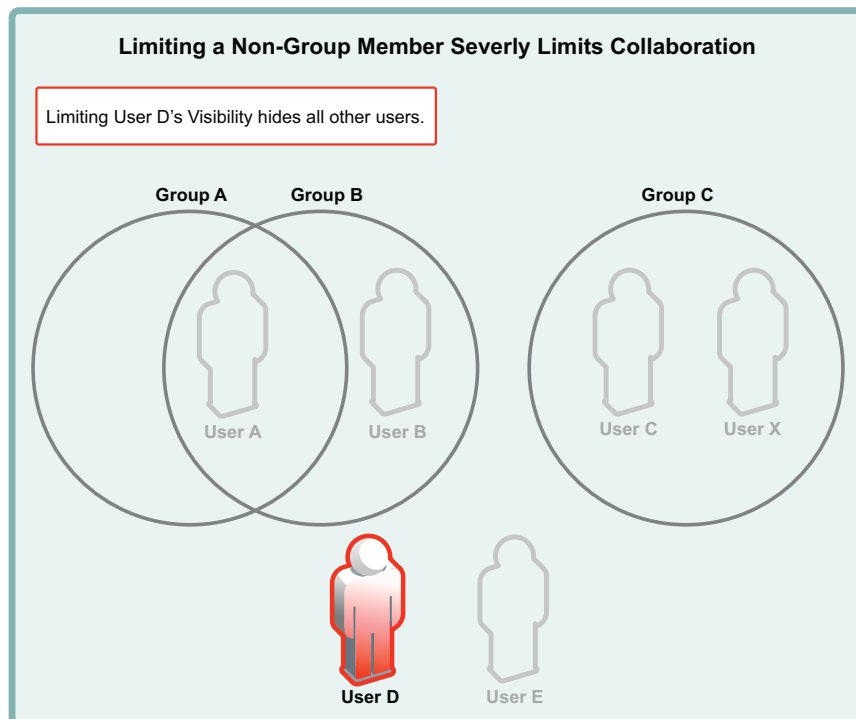 Limiting a Non-Group Member Severly Limits Collaboration
Limiting User D’s Visibility hides all other users.
Group A
Group B
Group C
User A
User B
User C
User X
User D
User E